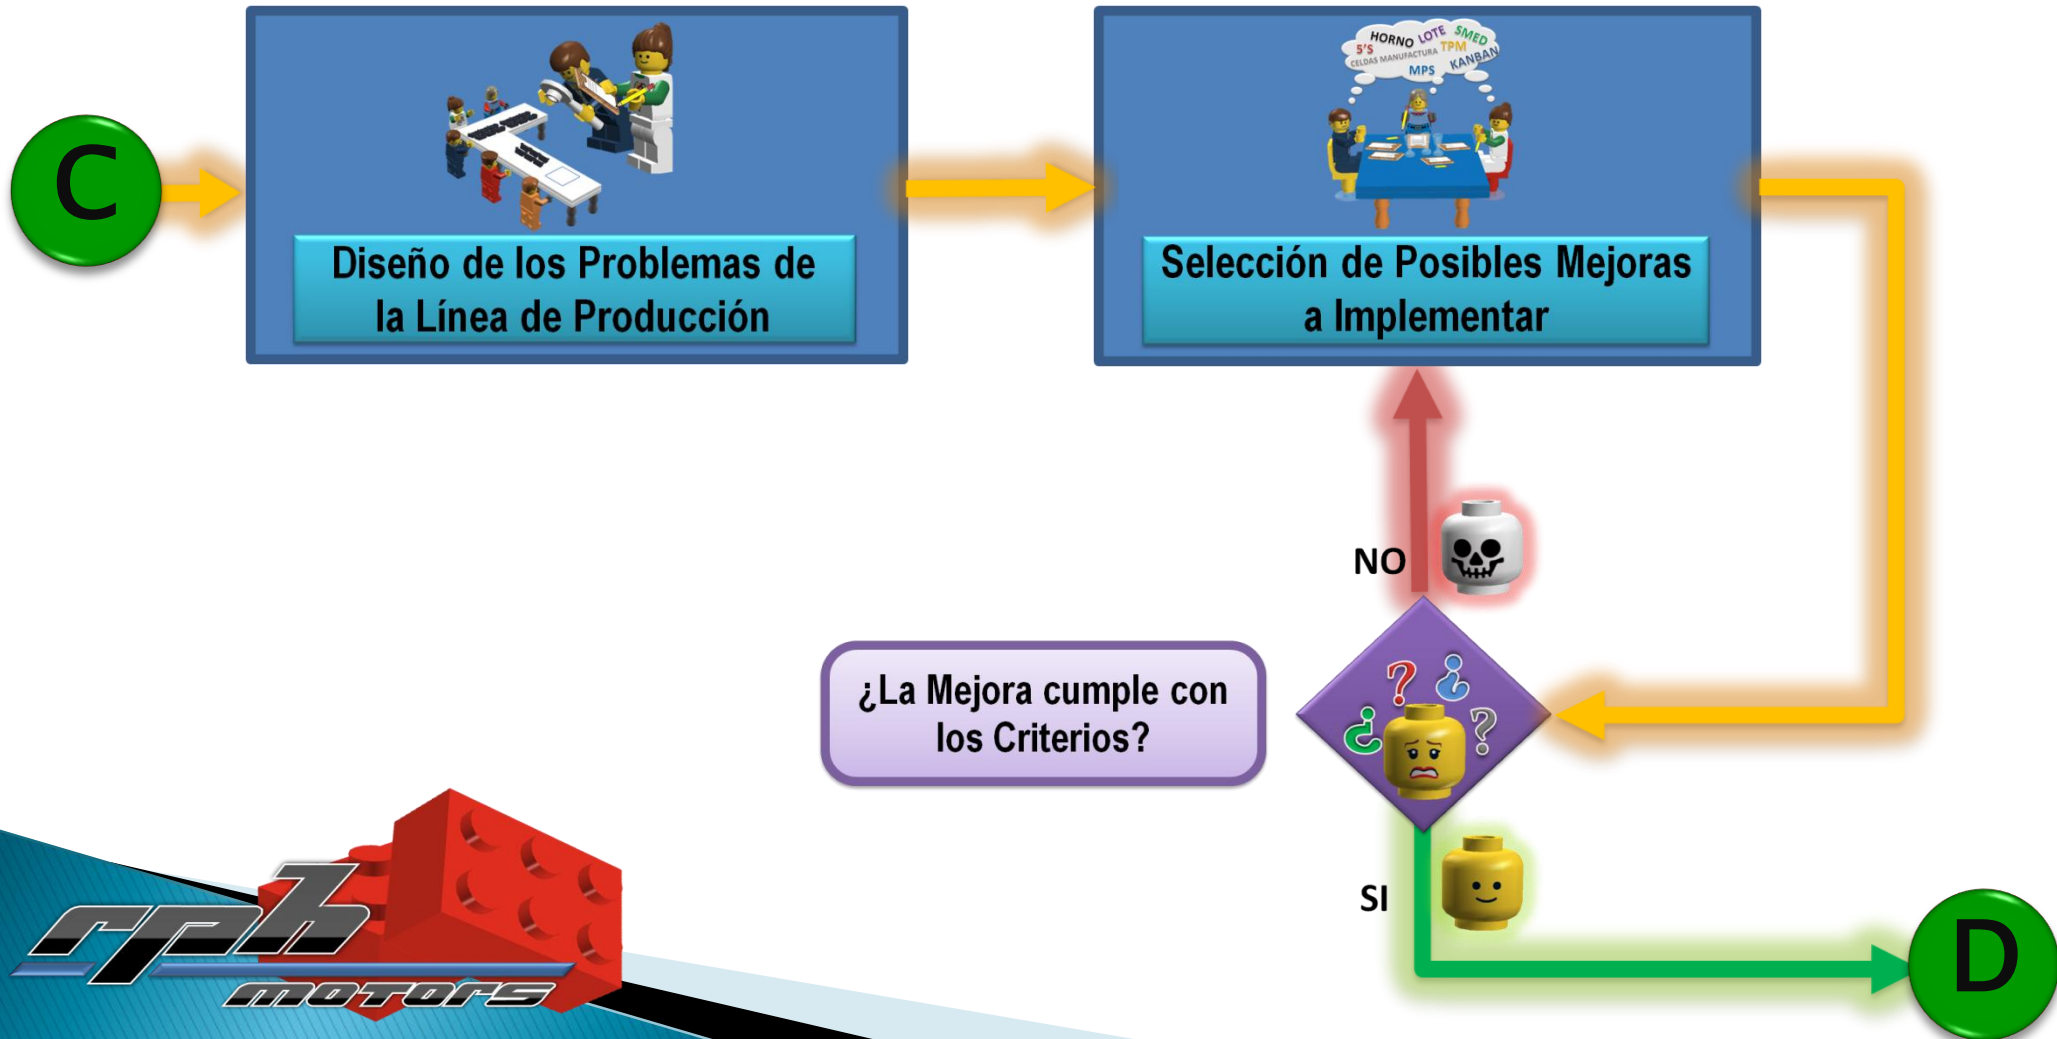 C
Diseño de los Problemas de
la Línea de Producción
HORNO LOTE SMED
5'S CELDAS MANUFACTURA TPM
MPS KANBAN
Selección de Posibles Mejoras
a Implementar
NO
¿La Mejora cumple con
los Criterios?
? ¿
¿ ?
SI
D
rph
motors